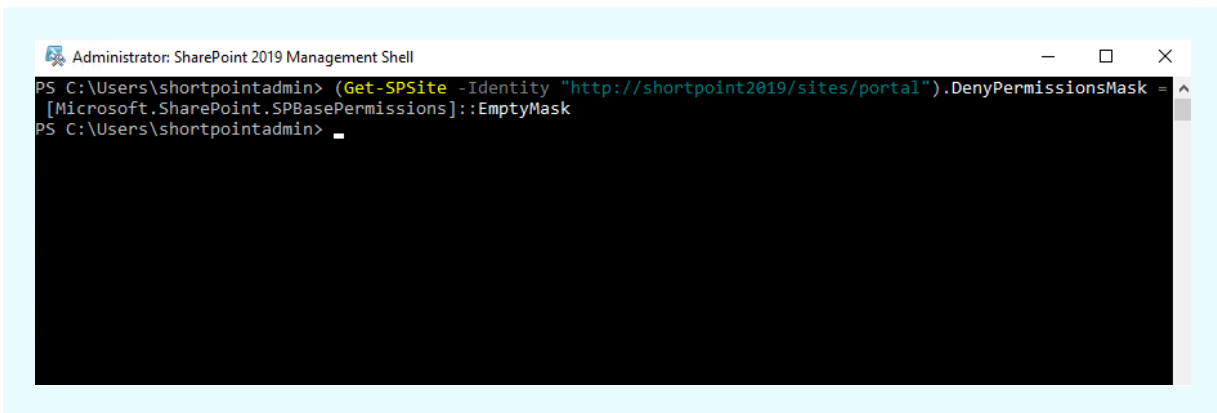 Administrator: SharePoint 2019 Management Shell
PS C:\Users\shortpointadmin> (Get-SPSite -Identity "http://shortpoint2019/sites/portal").DenyPermissionsMask =
[Microsoft.SharePoint.SPBasePermissions]::EmptyMask
PS C:\Users\shortpointadmin>